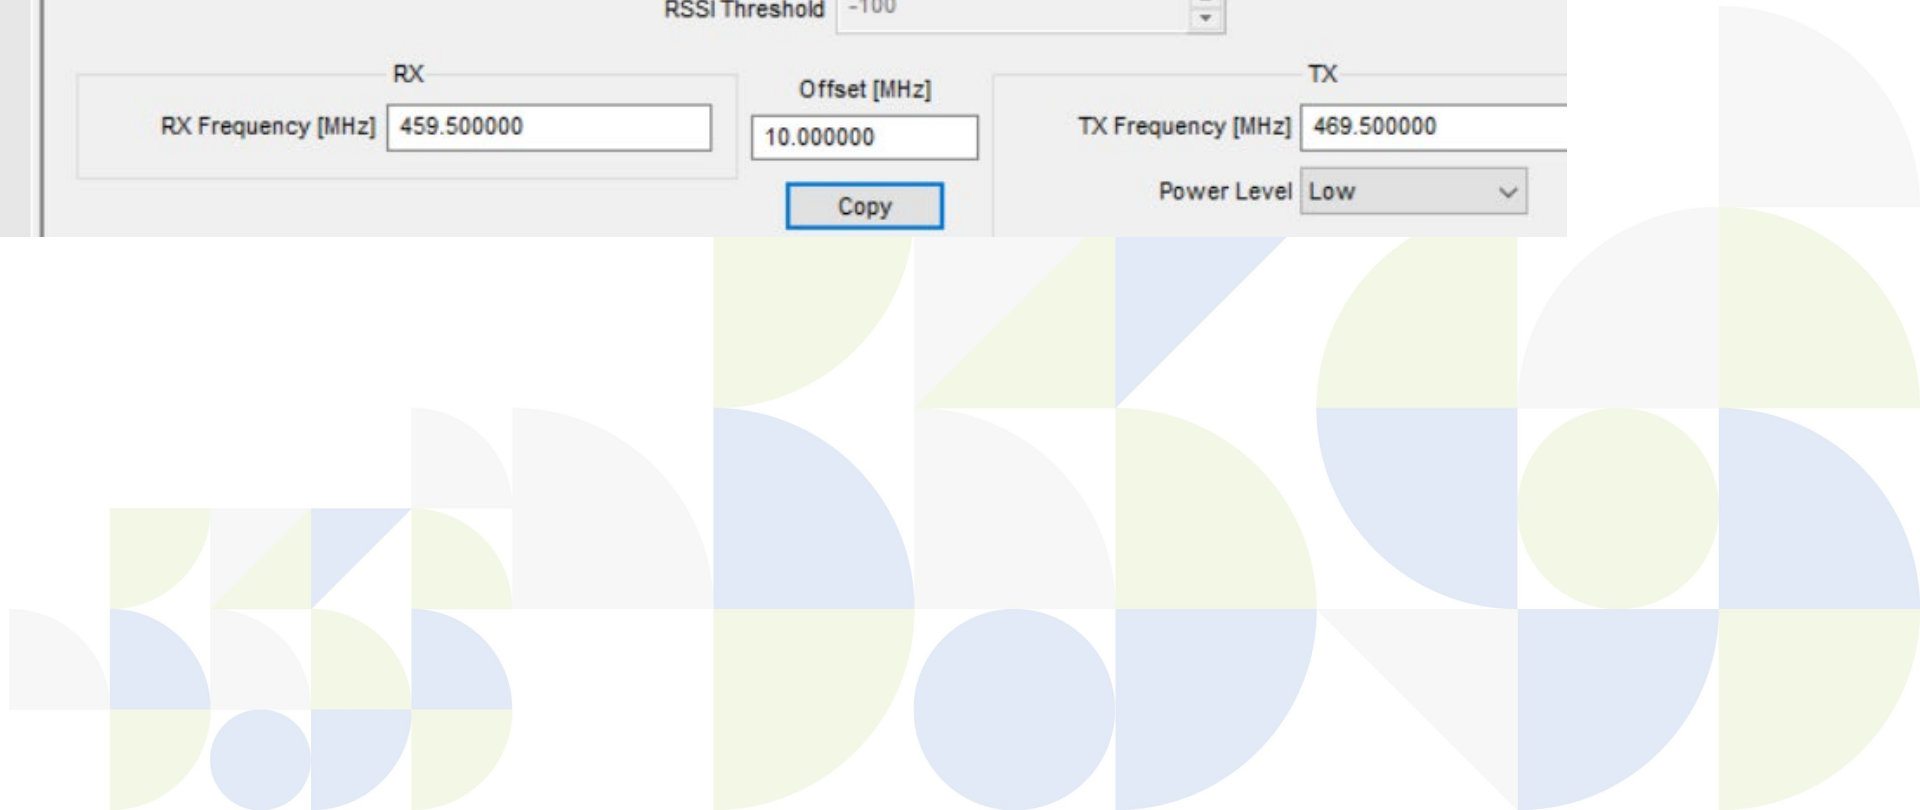 RSSI Threshold -100
RX
Offset [MHz]
TX
RX Frequency [MHz] 459.500000
10.000000
TX Frequency [MHz] 469.500000
Copy
Power Level Low